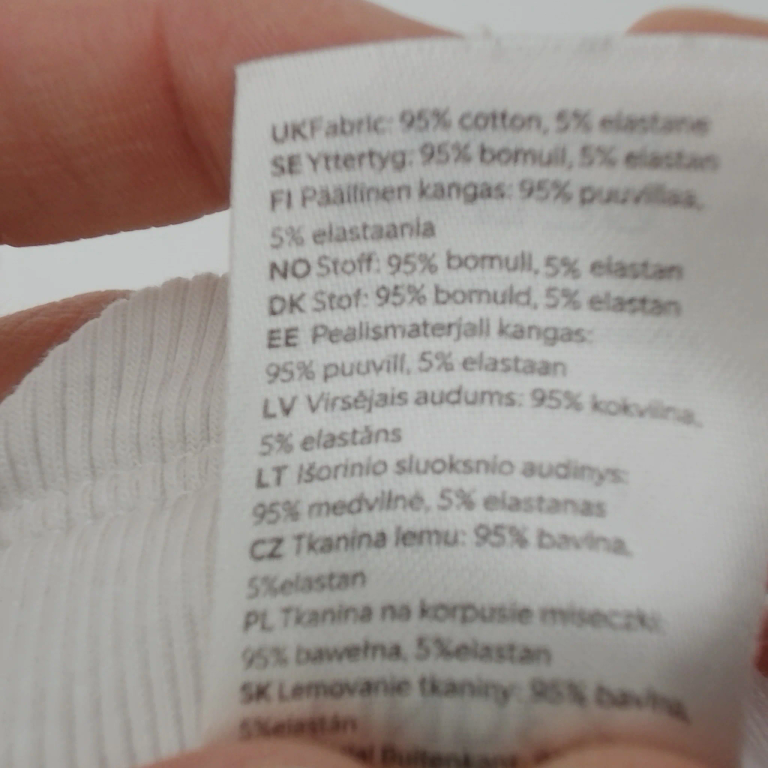 UK Fabric: 95% cotton, 5% elastane
SE Yttertyg: 95% bomull, 5% elastan
FI Päällinen kangas: 95% puuvillaa,
5% elastaania
NO Stoff: 95% bomull, 5% elastan
DK Stof: 95% bomuld, 5% elastan
EE Pealismaterjali kangas:
95% puuvill, 5% elastaan
LV Virsējais audums: 95% kokvilna,
5% elastāns
LT Išorinio sluoksnio audinys:
95% medvilnė, 5% elastanas
CZ Tkanina lemu: 95% bavlna,
5%elastan
PL Tkanina na korpusie miseczki:
95% bawełna, 5%elastan
SK Lemovanie tkaniny: 95% bavlna,
5%elastán
Buitenkant: